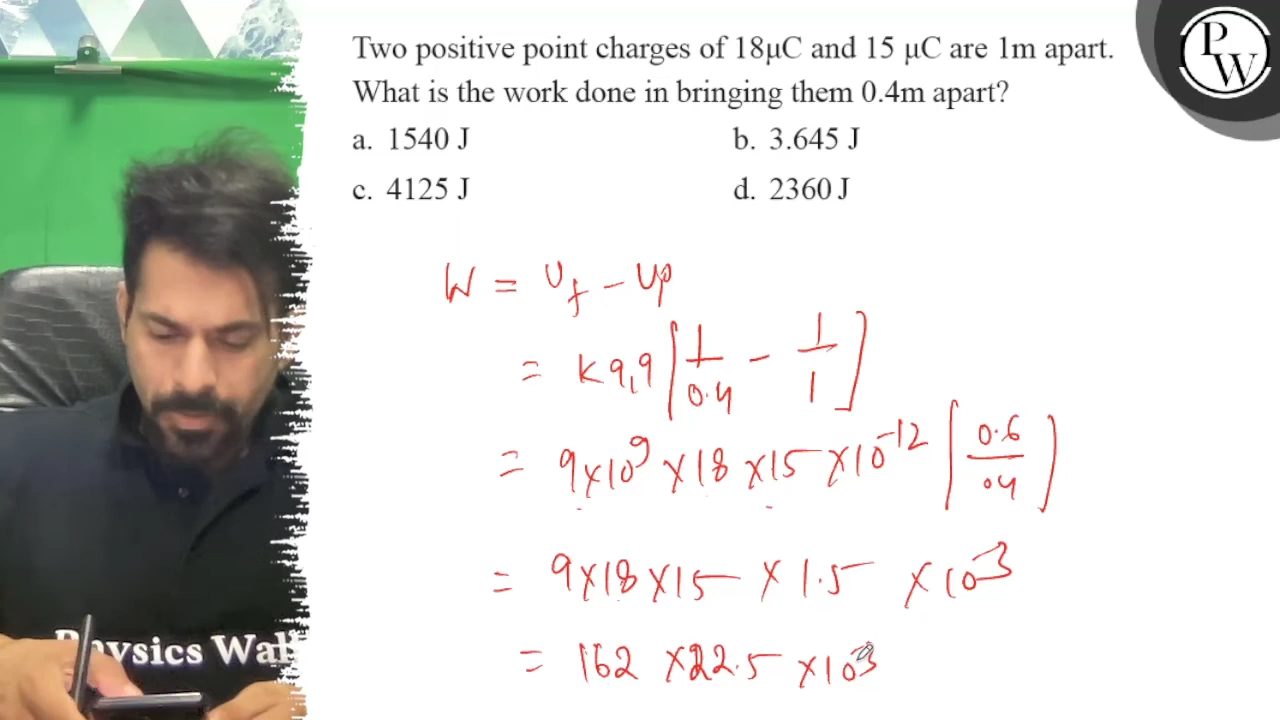 Two positive point charges of 18μC and 15 μC are 1m apart.
What is the work done in bringing them 0.4m apart?
a. 1540 J b. 3.645 J
c. 4125 J d. 2360 J
W = Uf - Up
= K q1 q [1/0.4 - 1/1]
= 9×10^9 ×18 ×15 ×10^-12 [0.6/.4]
= 9×18×15 × 1.5 ×10^-3
= 162 ×22.5 ×10^-3
PW
Physics Wal